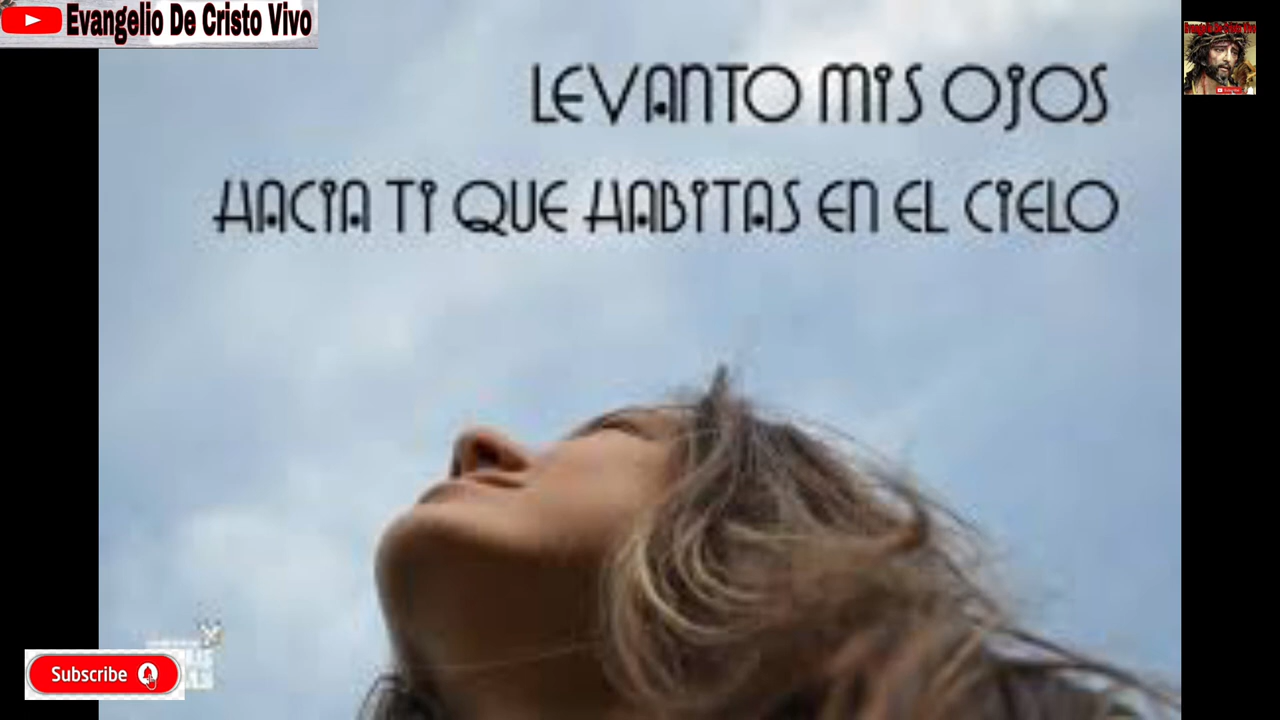 Evangelio De Cristo Vivo
LEVANTO MIS OJOS
HACIA TI QUE HABITAS EN EL CIELO
Subscribe